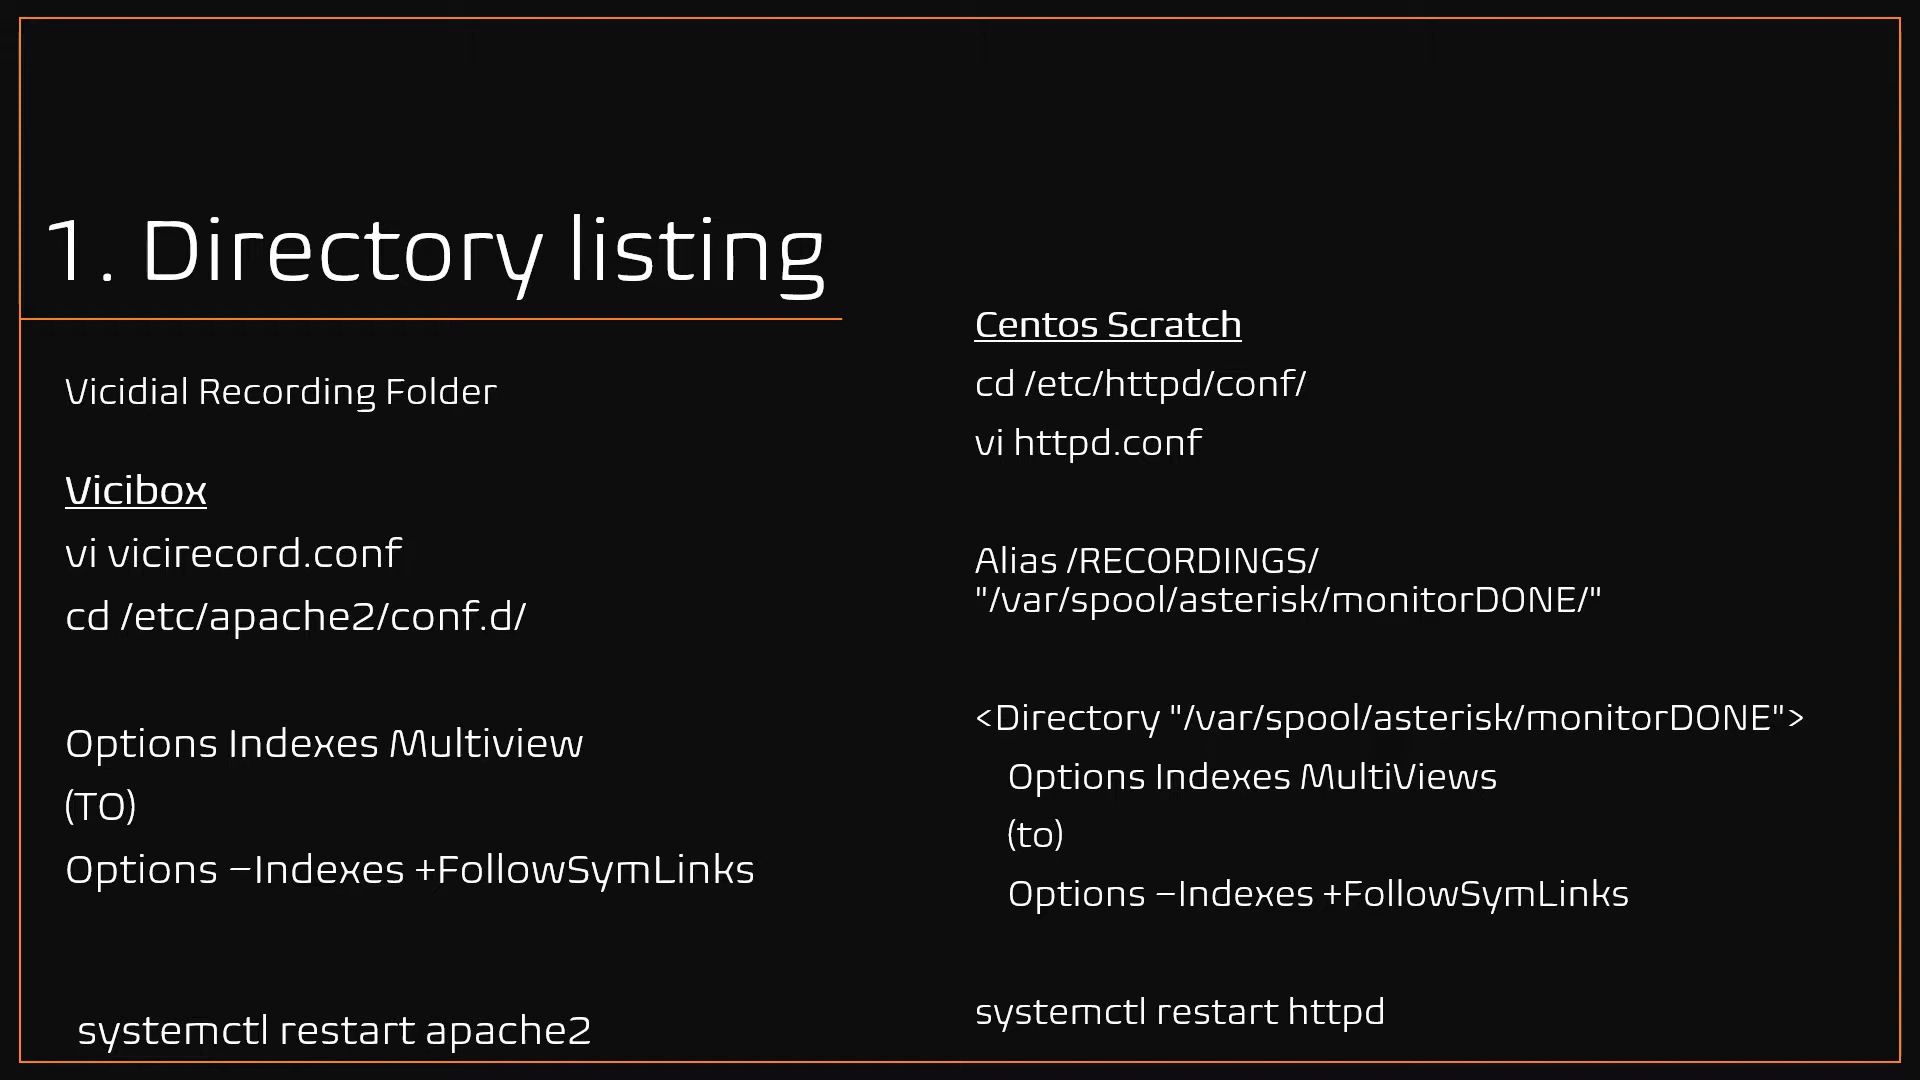 1. Directory listing
Vicidial Recording Folder
Vicibox
vi vicirecord.conf
cd /etc/apache2/conf.d/
Options Indexes Multiview
(TO)
Options –Indexes +FollowSymLinks
systemctl restart apache2
Centos Scratch
cd /etc/httpd/conf/
vi httpd.conf
Alias /RECORDINGS/
"/var/spool/asterisk/monitorDONE/"
<Directory "/var/spool/asterisk/monitorDONE">
Options Indexes MultiViews
(to)
Options –Indexes +FollowSymLinks
systemctl restart httpd